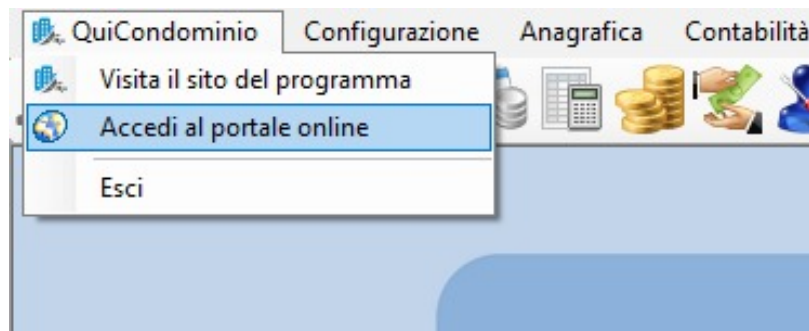 QuiCondominio Configurazione Anagrafica Contabilità
Visita il sito del programma
Accedi al portale online
Esci